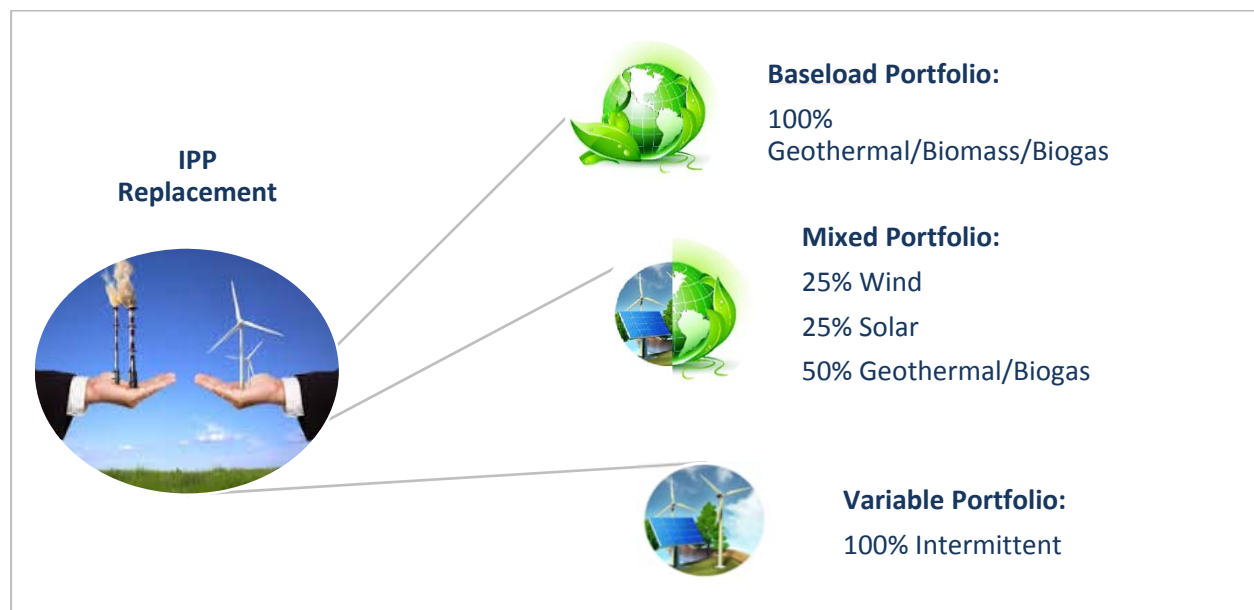 IPP
Replacement
Baseload Portfolio:
100%
Geothermal/Biomass/Biogas
Mixed Portfolio:
25% Wind
25% Solar
50% Geothermal/Biogas
Variable Portfolio:
100% Intermittent